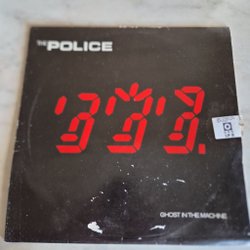 THE POLICE
GHOST IN THE MACHINE